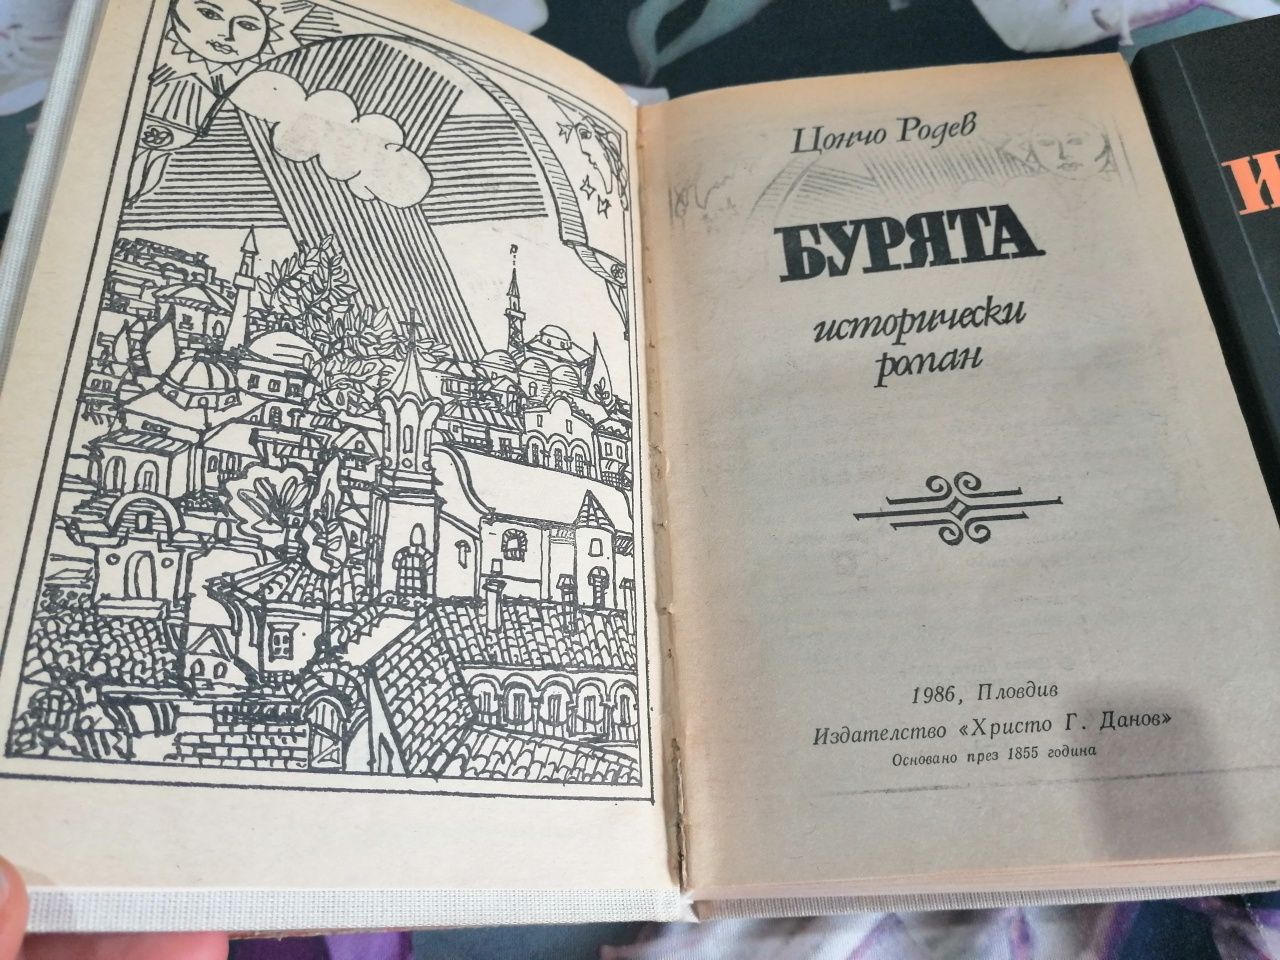 Цончо Родев
БУРЯТА
исторически
роман
1986, Пловдив
Издателство «Христо Г. Данов»
Основано през 1855 година
И